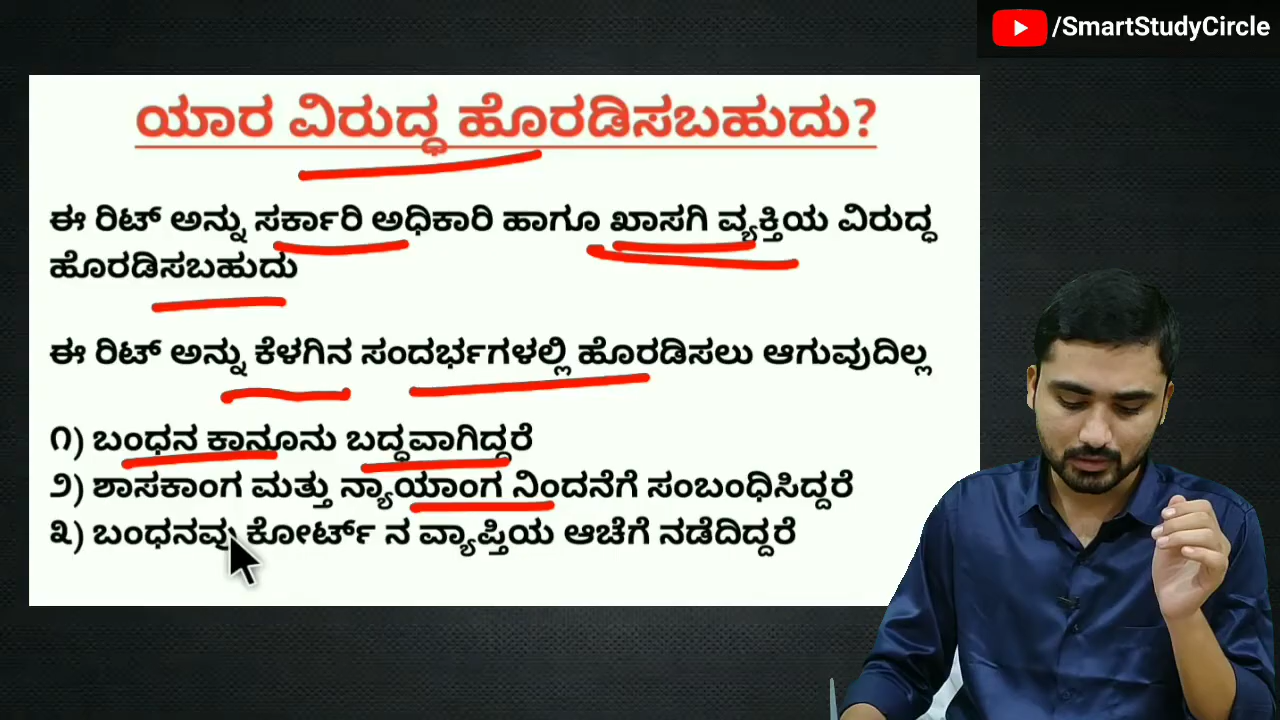 /SmartStudyCircle
ಯಾರ ವಿರುದ್ಧ ಹೊರಡಿಸಬಹುದು?
ಈ ರಿಟ್ ಅನ್ನು ಸರ್ಕಾರಿ ಅಧಿಕಾರಿ ಹಾಗೂ ಖಾಸಗಿ ವ್ಯಕ್ತಿಯ ವಿರುದ್ಧ
ಹೊರಡಿಸಬಹುದು
ಈ ರಿಟ್ ಅನ್ನು ಕೆಳಗಿನ ಸಂದರ್ಭಗಳಲ್ಲಿ ಹೊರಡಿಸಲು ಆಗುವುದಿಲ್ಲ
೧) ಬಂಧನ ಕಾನೂನು ಬದ್ಧವಾಗಿದ್ದರೆ
೨) ಶಾಸಕಾಂಗ ಮತ್ತು ನ್ಯಾಯಾಂಗ ನಿಂದನೆಗೆ ಸಂಬಂಧಿಸಿದ್ದರೆ
೩) ಬಂಧನವು ಕೋರ್ಟ್ ನ ವ್ಯಾಪ್ತಿಯ ಆಚೆಗೆ ನಡೆದಿದ್ದರೆ